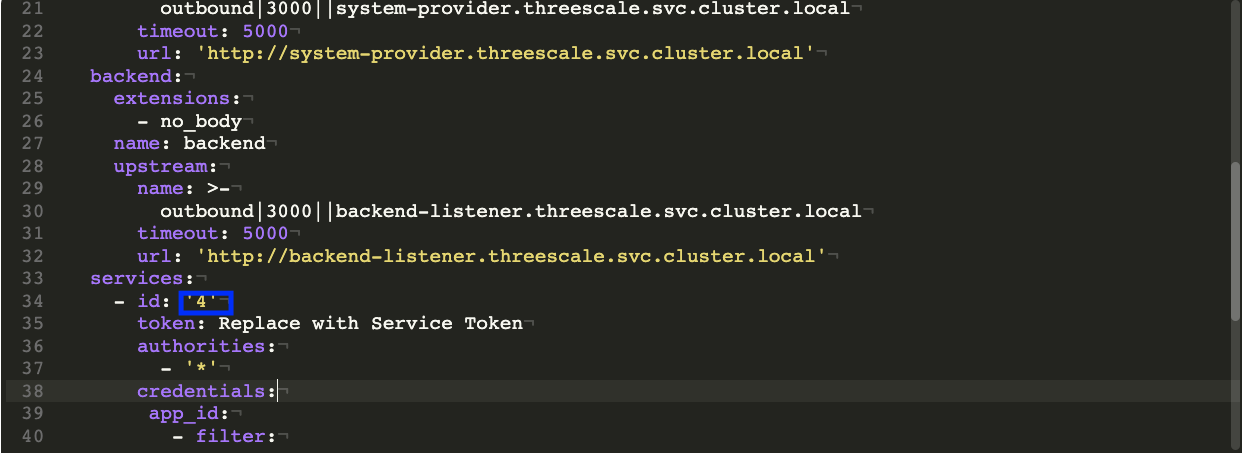 21 outbound|3000||system-provider.threescale.svc.cluster.local¬
22 timeout: 5000¬
23 url: 'http://system-provider.threescale.svc.cluster.local'¬
24 backend:¬
25 extensions:¬
26 - no_body¬
27 name: backend¬
28 upstream:¬
29 name: >-¬
30 outbound|3000||backend-listener.threescale.svc.cluster.local¬
31 timeout: 5000¬
32 url: 'http://backend-listener.threescale.svc.cluster.local'¬
33 services:¬
34 - id: '4'¬
35 token: Replace with Service Token¬
36 authorities:¬
37 - '*'¬
38 credentials:¬
39 app_id:¬
40 - filter:¬